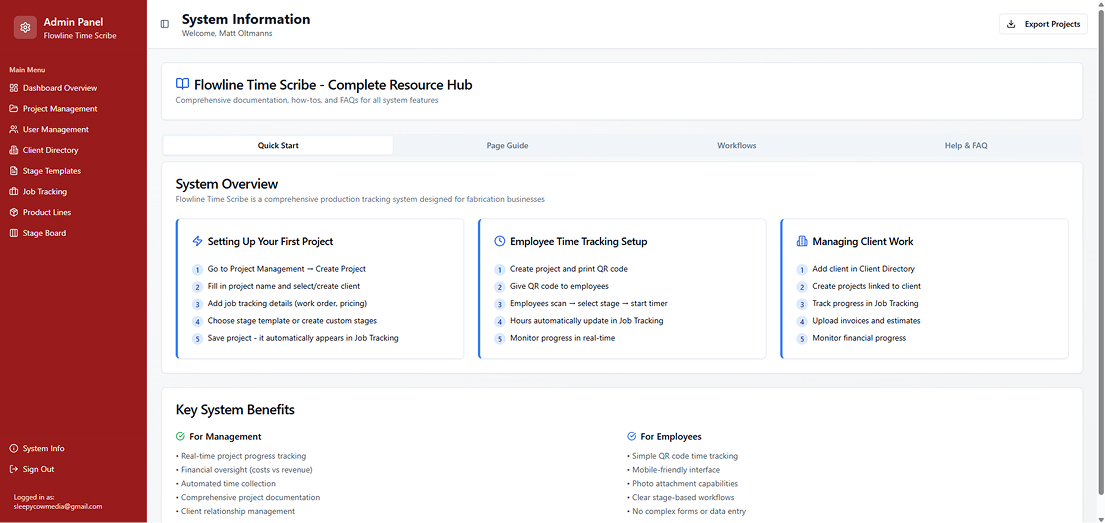 Admin Panel
Flowline Time Scribe
Main Menu
Dashboard Overview
Project Management
User Management
Client Directory
Stage Templates
Job Tracking
Product Lines
Stage Board
System Info
Sign Out
Logged in as:
sleepycowmedia@gmail.com
System Information
Welcome, Matt Oltmanns
Export Projects
Flowline Time Scribe - Complete Resource Hub
Comprehensive documentation, how-tos, and FAQs for all system features
Quick Start
Page Guide
Workflows
Help & FAQ
System Overview
Flowline Time Scribe is a comprehensive production tracking system designed for fabrication businesses
Setting Up Your First Project
1 Go to Project Management → Create Project
2 Fill in project name and select/create client
3 Add job tracking details (work order, pricing)
4 Choose stage template or create custom stages
5 Save project - it automatically appears in Job Tracking
Employee Time Tracking Setup
1 Create project and print QR code
2 Give QR code to employees
3 Employees scan → select stage → start timer
4 Hours automatically update in Job Tracking
5 Monitor progress in real-time
Managing Client Work
1 Add client in Client Directory
2 Create projects linked to client
3 Track progress in Job Tracking
4 Upload invoices and estimates
5 Monitor financial progress
Key System Benefits
For Management
• Real-time project progress tracking
• Financial oversight (costs vs revenue)
• Automated time collection
• Comprehensive project documentation
• Client relationship management
For Employees
• Simple QR code time tracking
• Mobile-friendly interface
• Photo attachment capabilities
• Clear stage-based workflows
• No complex forms or data entry